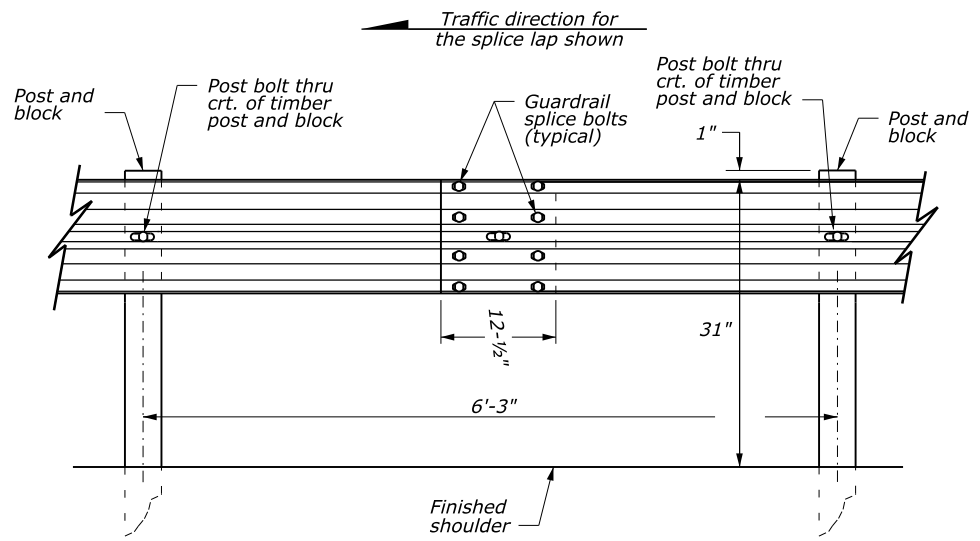 Traffic direction for
the splice lap shown
Post and
block
Post bolt thru
crt. of timber
post and block
Guardrail
splice bolts
(typical)
Post bolt thru
crt. of timber
post and block
1"
Post and
block
12-½"
31"
6'-3"
Finished
shoulder